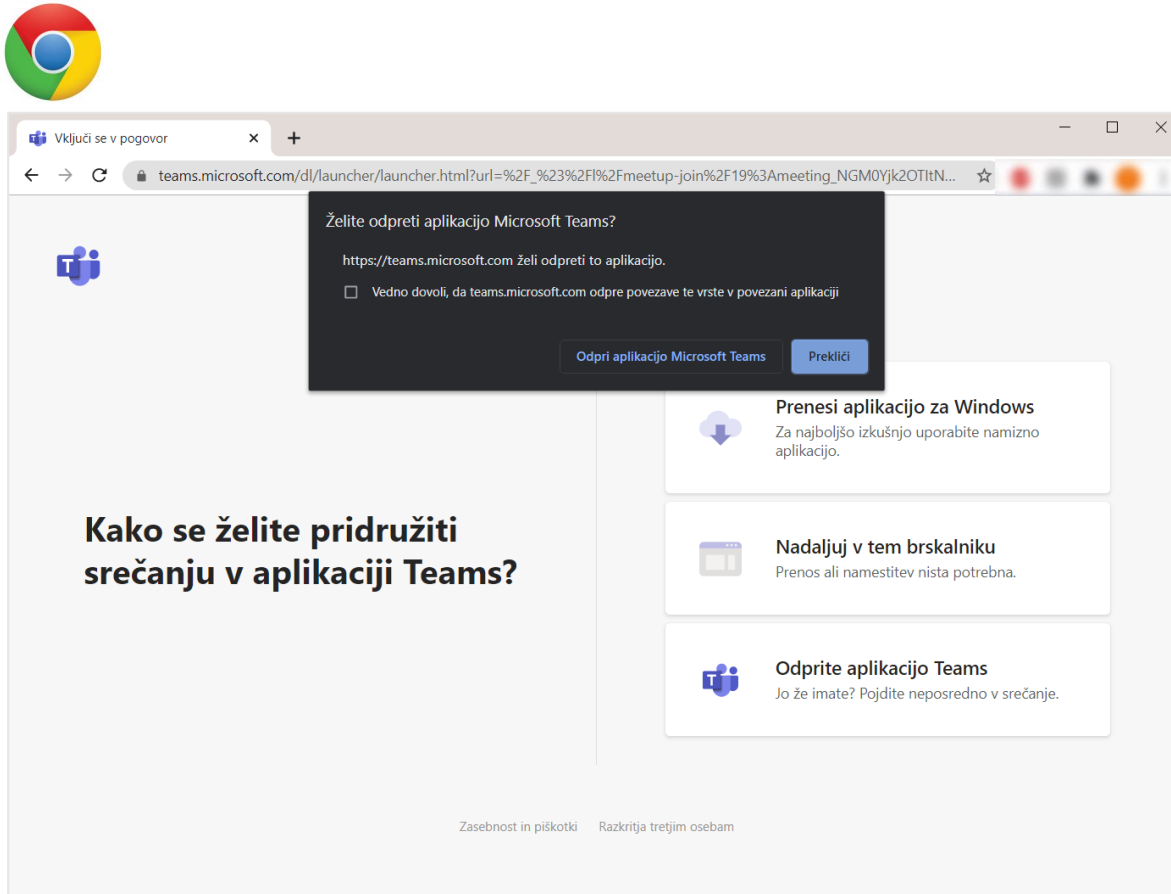 Vključi se v pogovor
teams.microsoft.com/dl/launcher/launcher.html?url=%2F_%23%2Fl%2Fmeetup-join%2F19%3Ameeting_NGM0Yjk2OTItN...
Želite odpreti aplikacijo Microsoft Teams?
https://teams.microsoft.com želi odpreti to aplikacijo.
Vedno dovoli, da teams.microsoft.com odpre povezave te vrste v povezani aplikaciji
Odpri aplikacijo Microsoft Teams
Prekliči
T
Kako se želite pridružiti
srečanju v aplikaciji Teams?
Prenesi aplikacijo za Windows
Za najboljšo izkušnjo uporabite namizno
aplikacijo.
Nadaljuj v tem brskalniku
Prenos ali namestitev nista potrebna.
T
Odprite aplikacijo Teams
Jo že imate? Pojdite neposredno v srečanje.
Zasebnost in piškotki
Razkritja tretjim osebam